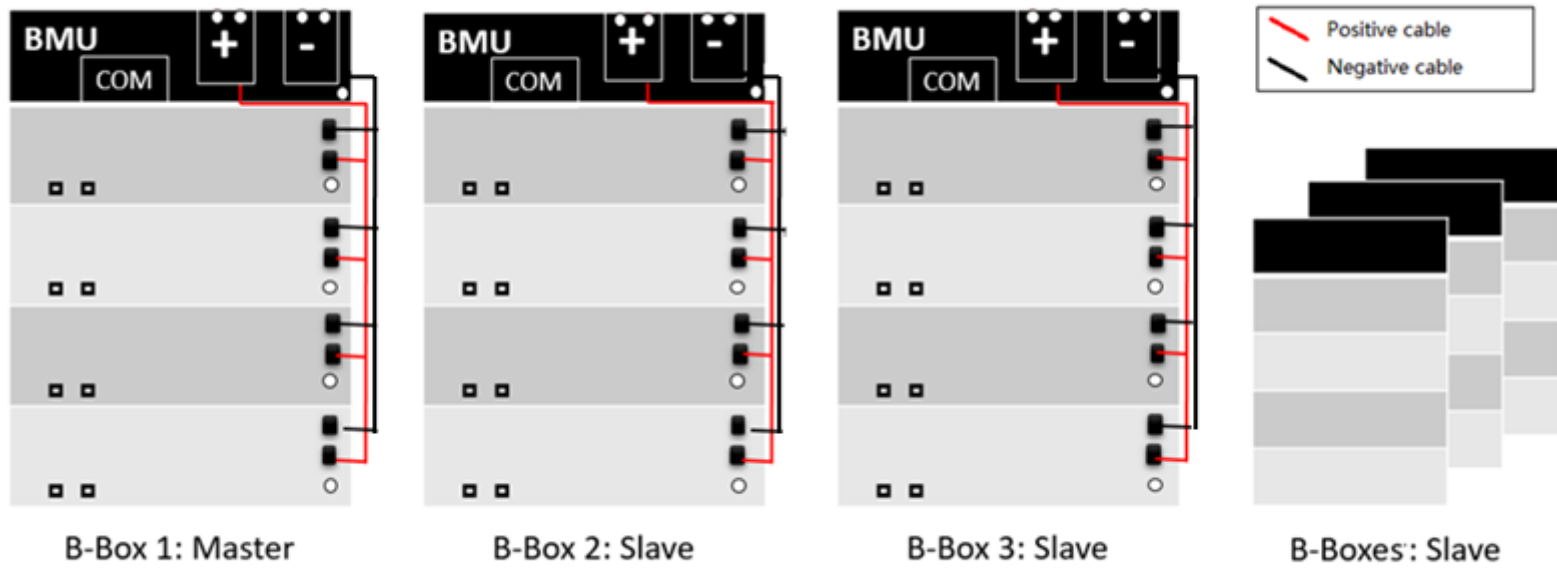 BMU + -
COM
BMU + -
COM
BMU + -
COM
Positive cable
Negative cable
B-Box 1: Master
B-Box 2: Slave
B-Box 3: Slave
B-Boxes: Slave